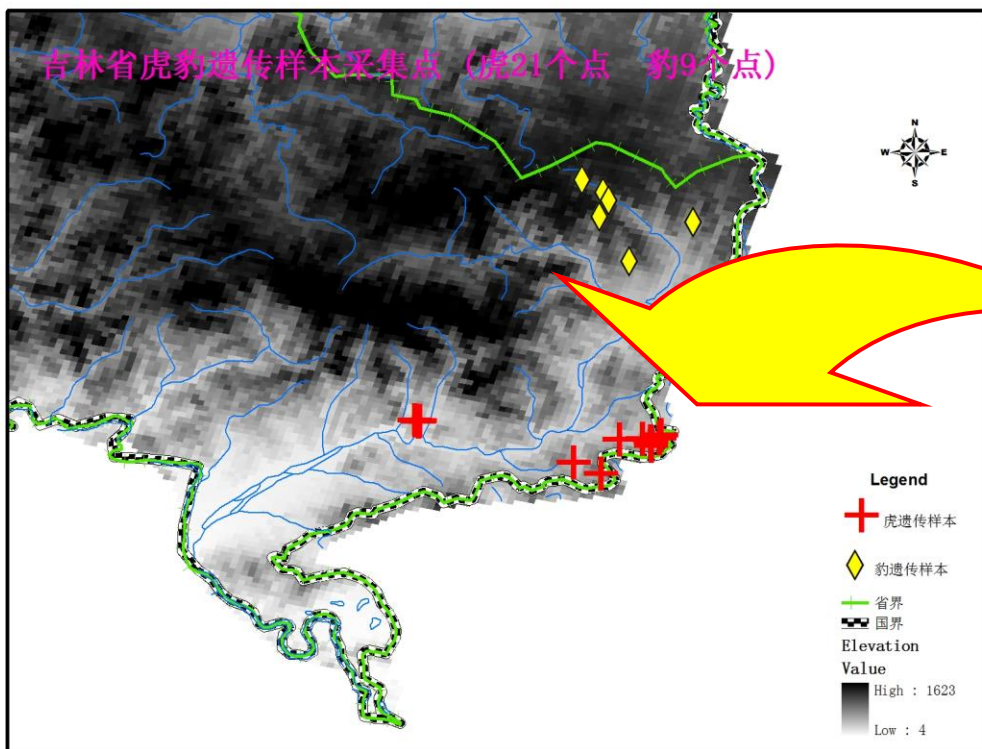 吉林省虎豹遗传样本采集点（虎21个点 豹9个点）
N
W E
S
Legend
虎遗传样本
豹遗传样本
省界
国界
Elevation
Value
High : 1623
Low : 4